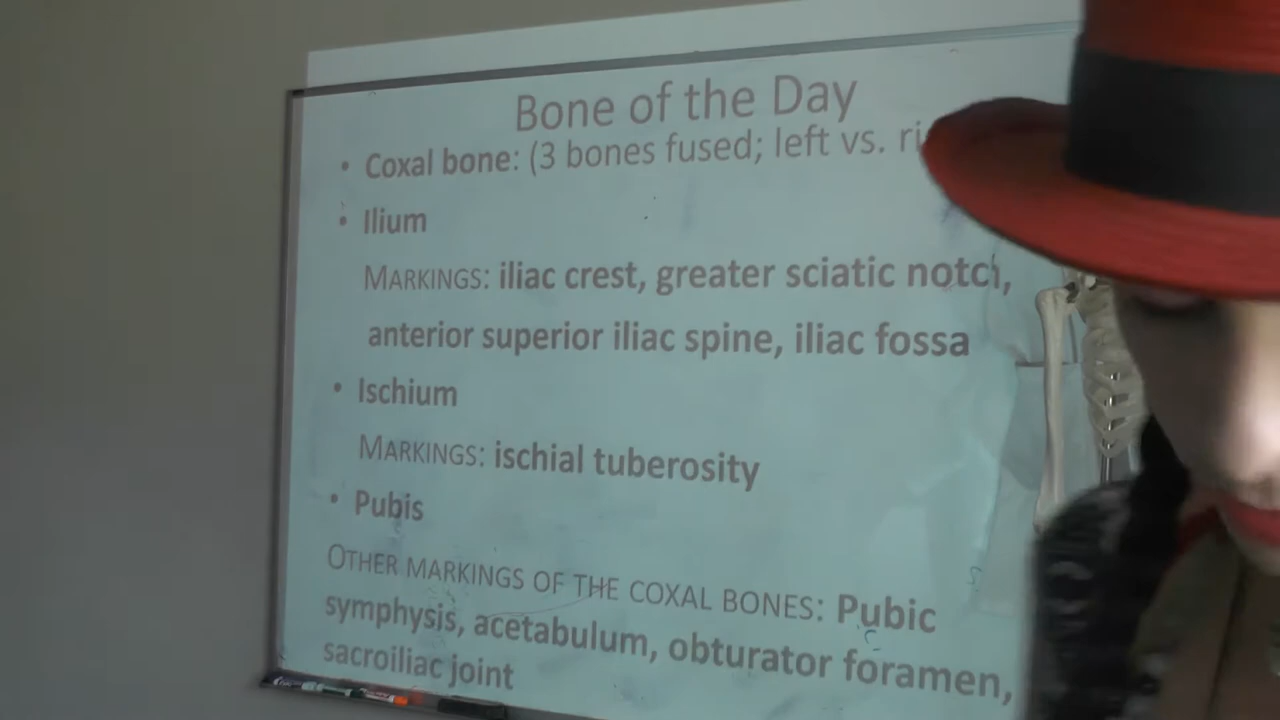 Bone of the Day
• Coxal bone: (3 bones fused; left vs.
• Ilium
MARKINGS: iliac crest, greater sciatic notch,
anterior superior iliac spine, iliac fossa
• Ischium
MARKINGS: ischial tuberosity
• Pubis
OTHER MARKINGS OF THE COXAL BONES: Pubic
symphysis, acetabulum, obturator foramen,
sacroiliac joint